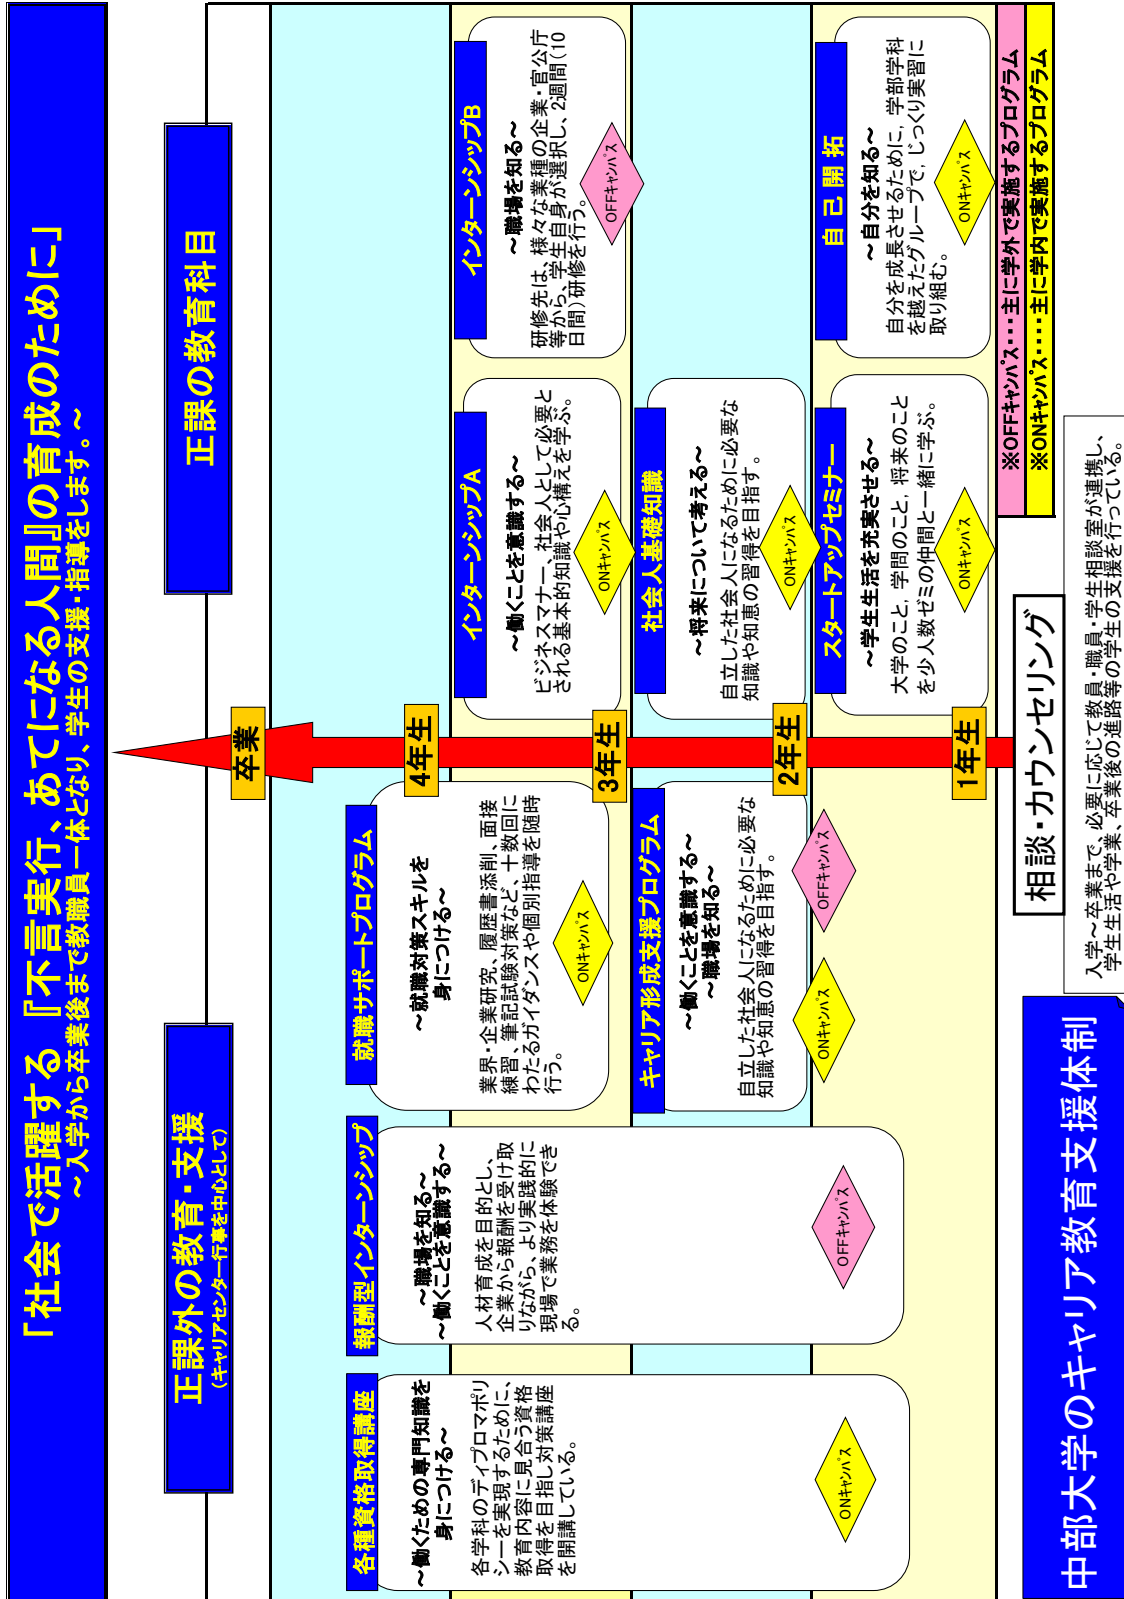 「社会で活躍する『不言実行、あてになる人間』の育成のために」
～入学から卒業後まで教職員一体となり、学生の支援・指導をします。～
正課外の教育・支援
(キャリアセンター行事を中心として)
正課の教育科目
卒業
4年生
3年生
2年生
1年生
各種資格取得講座
～働くための専門知識を
身につける～
各学科のディプロマポリ
シーを実現するために、
教育内容に見合う資格
取得を目指し対策講座
を開講している。
ONキャンパス
報酬型インターンシップ
～職場を知る～
～働くことを意識する～
人材育成を目的とし、
企業から報酬を受け取
りながら、より実践的に
現場で業務を体験でき
る。
OFFキャンパス
就職サポートプログラム
～就職対策スキルを
身につける～
業界・企業研究、履歴書添削、面接
練習、筆記試験対策など、十数回に
わたるガイダンスや個別指導を随時
行う。
ONキャンパス
キャリア形成支援プログラム
～働くことを意識する～
～職場を知る～
自立した社会人になるために必要な
知識や知恵の習得を目指す。
ONキャンパス
OFFキャンパス
インターンシップA
～働くことを意識する～
ビジネスマナー、社会人として必要と
される基本的知識や心構えを学ぶ。
ONキャンパス
インターンシップB
～職場を知る～
研修先は、様々な業種の企業・官公庁
等から、学生自身が選択し、2週間(10
日間)研修を行う。
OFFキャンパス
社会人基礎知識
～将来について考える～
自立した社会人になるために必要な
知識や知恵の習得を目指す。
ONキャンパス
スタートアップセミナー
～学生生活を充実させる～
大学のこと、学問のこと、将来のこと
を少人数ゼミの仲間と一緒に学ぶ。
ONキャンパス
自己開拓
～自分を知る～
自分を成長させるために、学部学科
を越えたグループで、じっくり実習に
取り組む。
ONキャンパス
※OFFキャンパス・・・主に学外で実施するプログラム
※ONキャンパス・・・・主に学内で実施するプログラム
相談・カウンセリング
入学～卒業まで、必要に応じて教員・職員・学生相談室が連携し、
学生生活や学業、卒業後の進路等の学生の支援を行っている。
中部大学のキャリア教育支援体制